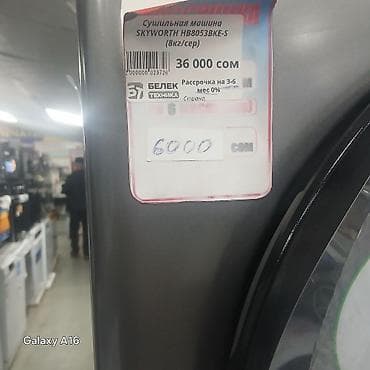 Сушильная машина
SKYWORTH HB8053BKE-S
(8кг/сер)
36 000 сом
БЕЛЕК
ТЕХНИКА
Рассрочка на 3-6
мес 0%
Страна
6000
СОМ
Galaxy A16